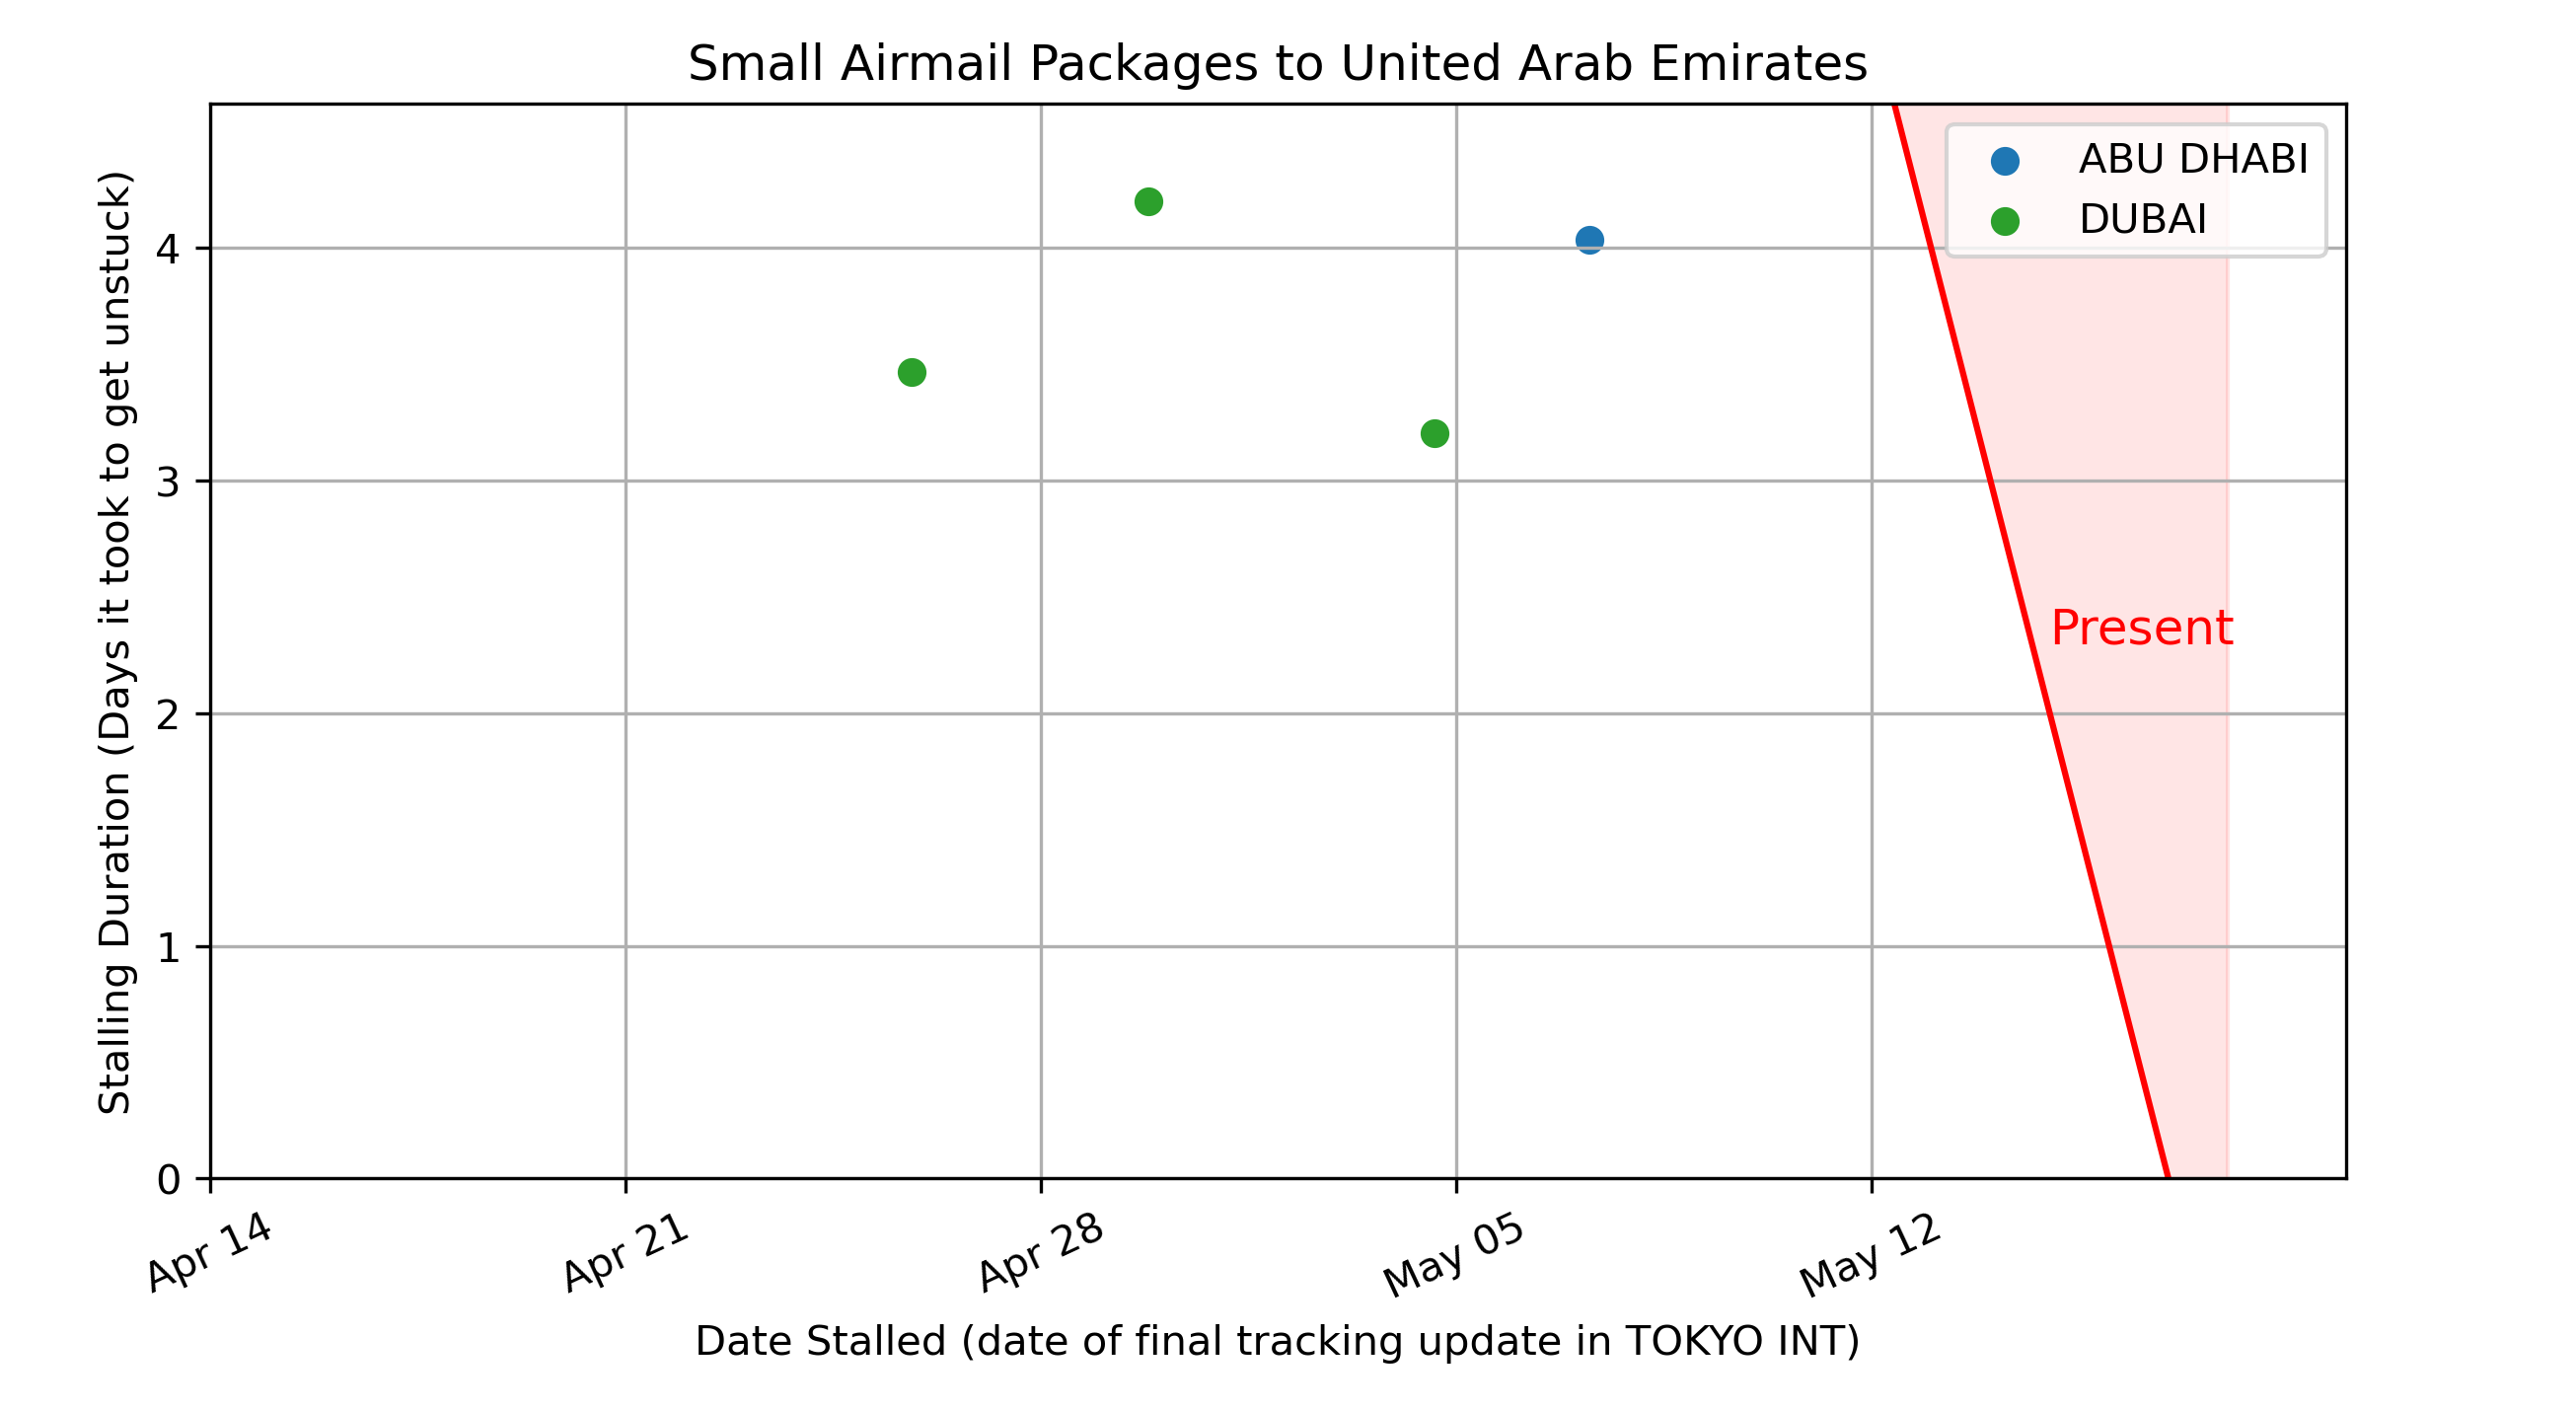 Small Airmail Packages to United Arab Emirates
ABU DHABI
DUBAI
Present
Stalling Duration (Days it took to get unstuck)
4
3
2
1
0
Apr 14
Apr 21
Apr 28
May 05
May 12
Date Stalled (date of final tracking update in TOKYO INT)